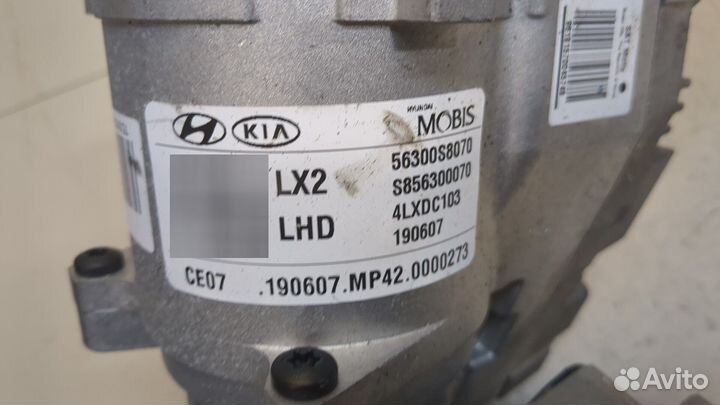 KIA
HYUNDAI
MOBIS
LX2
LHD
56300S8070
S856300070
4LXDC103
190607
CE07 .190607.MP42.0000273
Avito